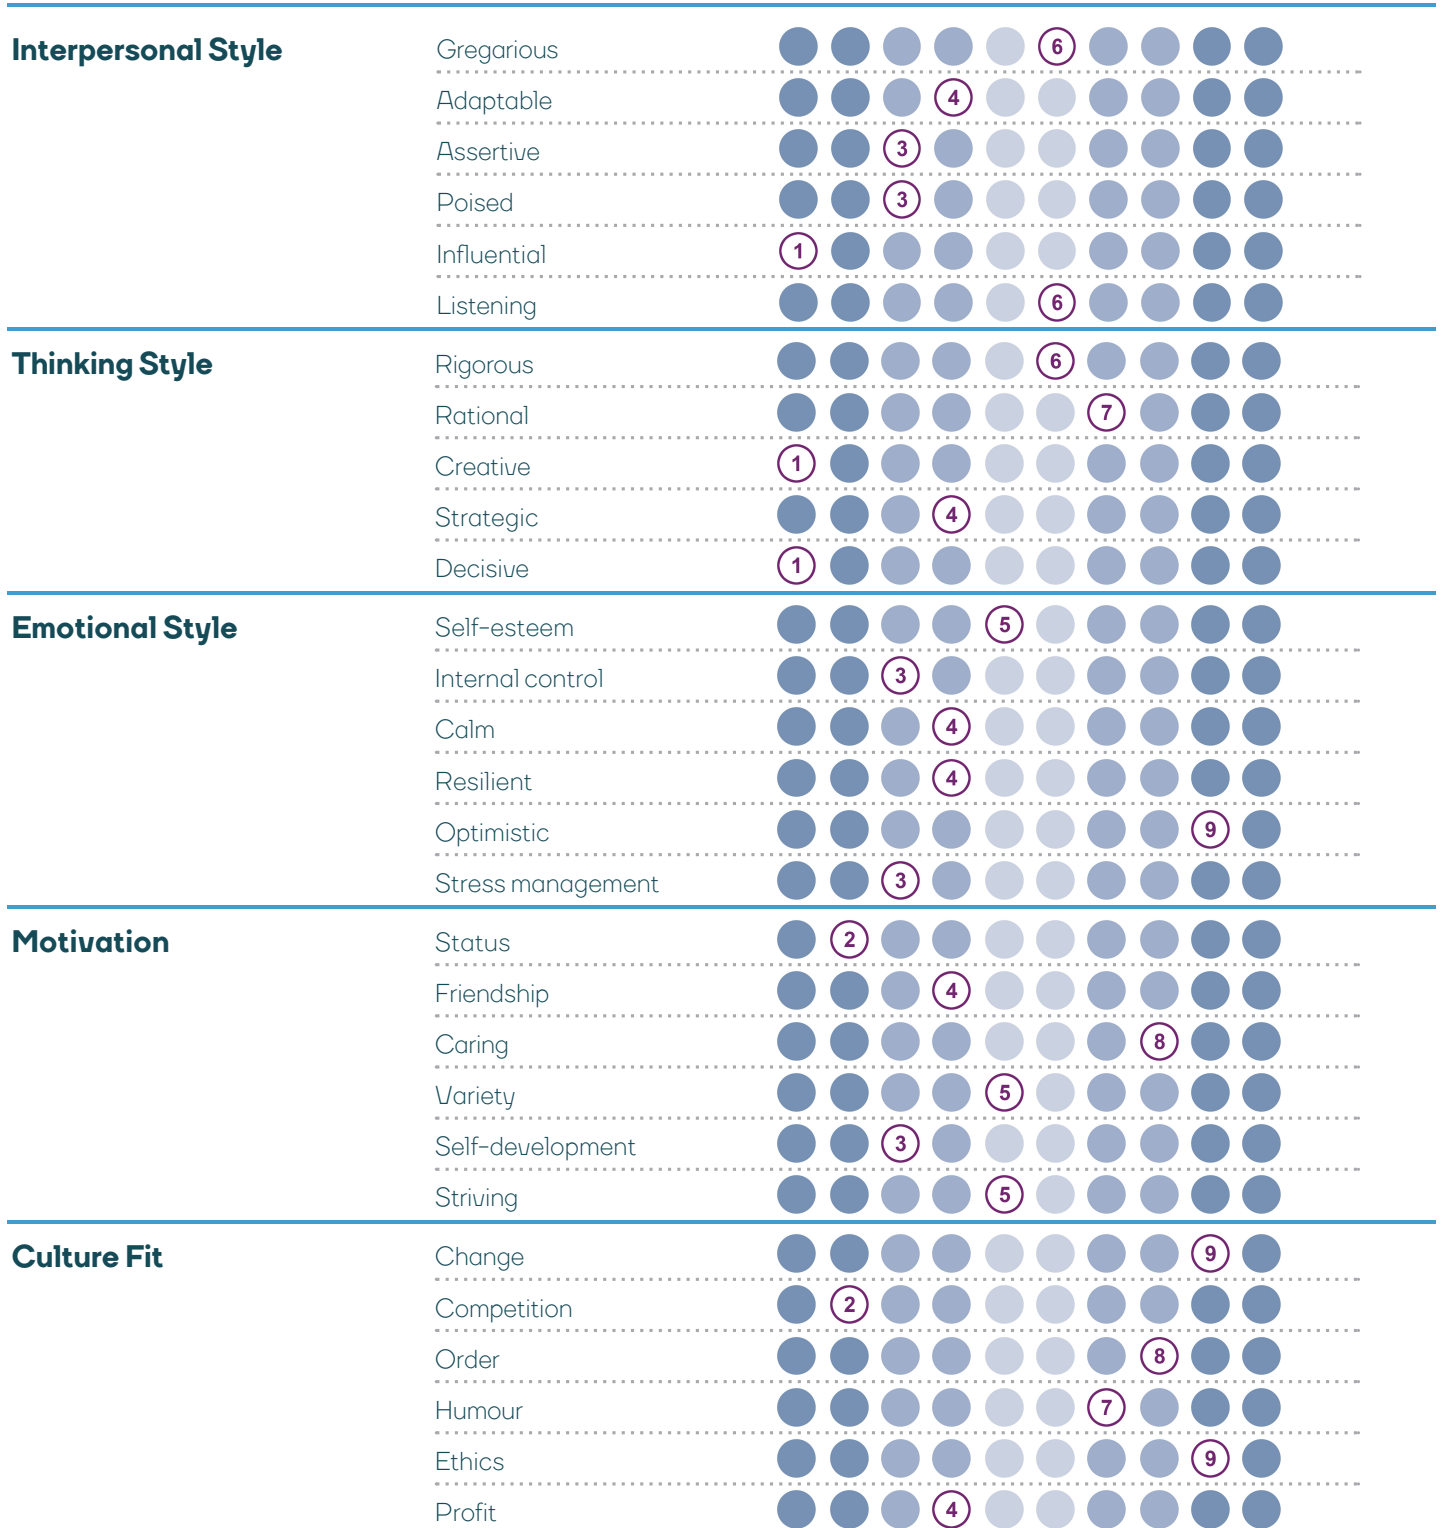 Interpersonal Style Gregarious 6
Adaptable 4
Assertive 3
Poised 3
Influential 1
Listening 6
Thinking Style Rigorous 6
Rational 7
Creative 1
Strategic 4
Decisive 1
Emotional Style Self-esteem 5
Internal control 3
Calm 4
Resilient 4
Optimistic 9
Stress management 3
Motivation Status 2
Friendship 4
Caring 8
Variety 5
Self-development 3
Striving 5
Culture Fit Change 9
Competition 2
Order 8
Humour 7
Ethics 9
Profit 4